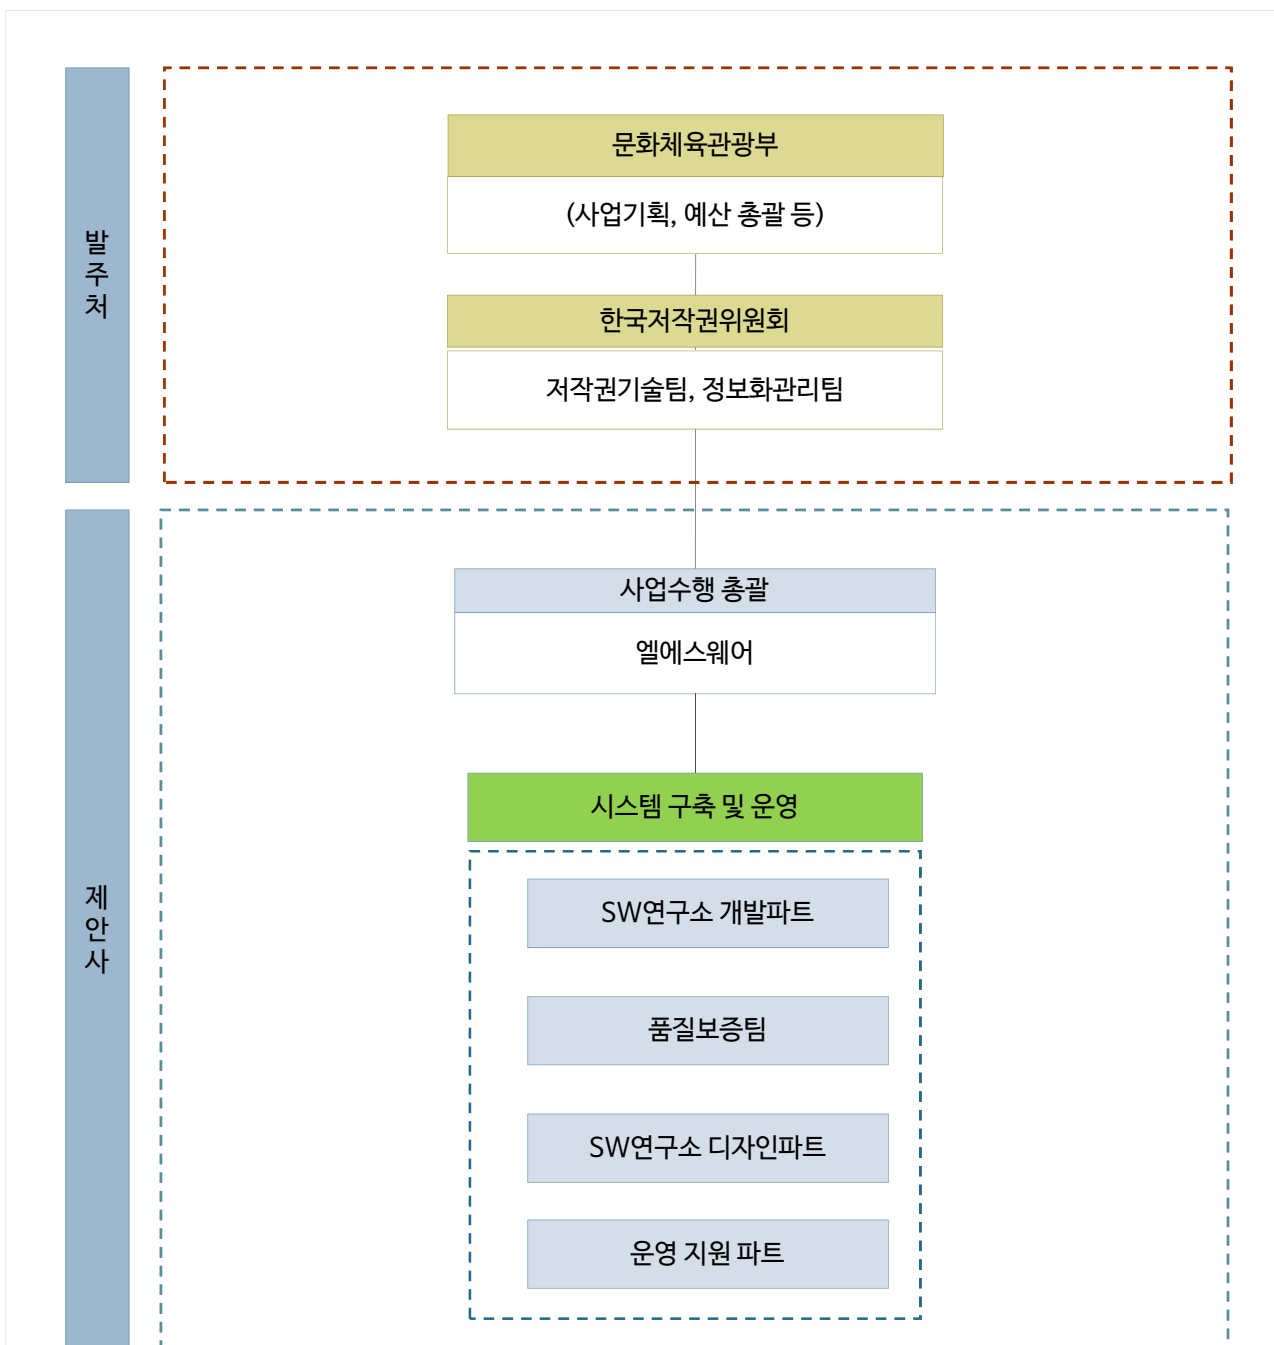 발주처
문화체육관광부
(사업기획, 예산 총괄 등)
한국저작권위원회
저작권기술팀, 정보화관리팀
제안사
사업수행 총괄
엘에스웨어
시스템 구축 및 운영
SW연구소 개발파트
품질보증팀
SW연구소 디자인파트
운영 지원 파트